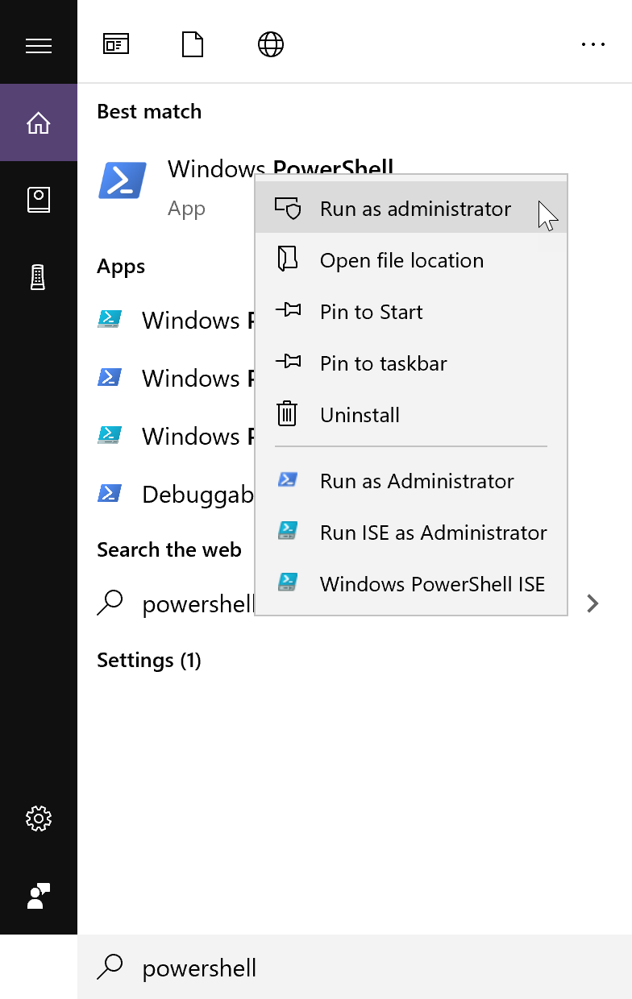 Best match
Windows PowerShell
App
Run as administrator
Open file location
Pin to Start
Pin to taskbar
Uninstall
Run as Administrator
Run ISE as Administrator
Windows PowerShell ISE
Apps
Windows
Windows
Windows
Debuggab
Search the web
powershell
Settings (1)
powershell